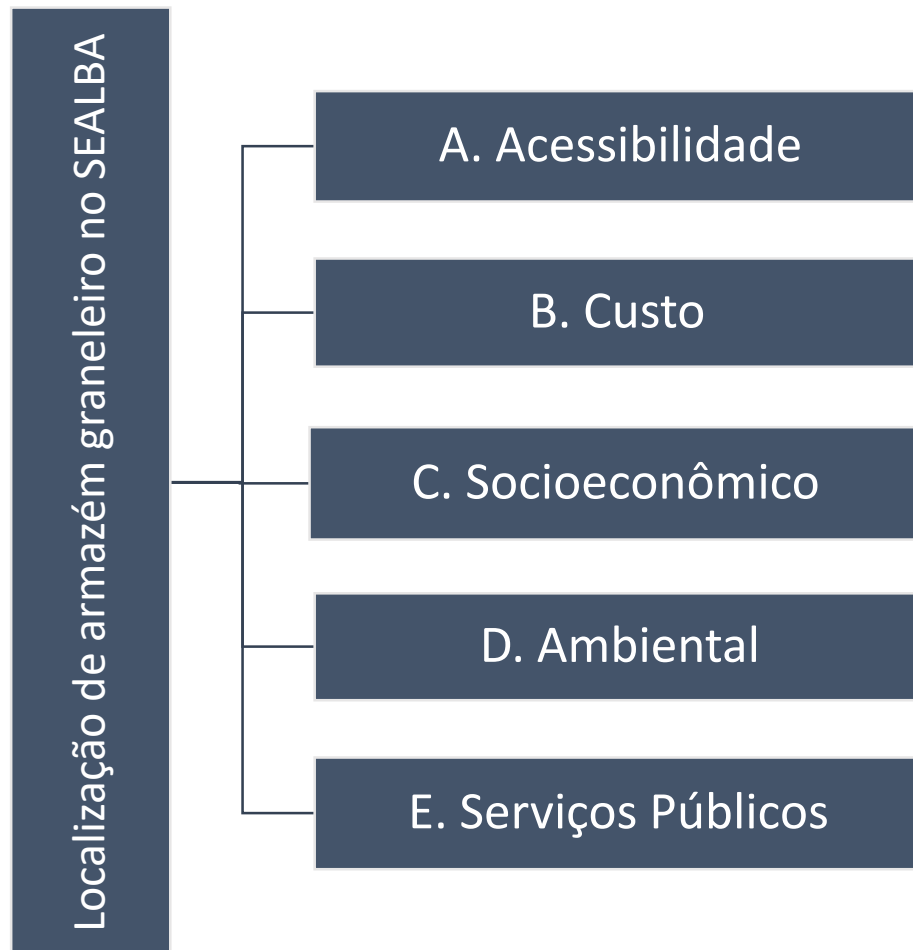 Localização de armazém graneleiro no SEALBA
A. Acessibilidade
B. Custo
C. Socioeconômico
D. Ambiental
E. Serviços Públicos